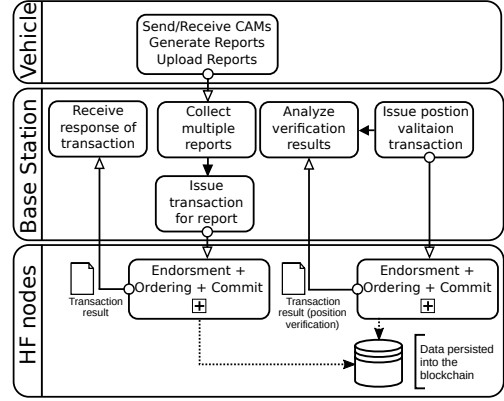 Vehicle
Send/Receive CAMs
Generate Reports
Upload Reports
Base Station
Receive
response of
transaction
Collect
multiple
reports
Analyze
verification
results
Issue postion
valitaion
transaction
Issue
transaction
for report
HF nodes
Transaction
result
Endorsment +
Ordering + Commit
Transaction
result (position
verification)
Endorsment +
Ordering + Commit
Data persisted
into the
blockchain